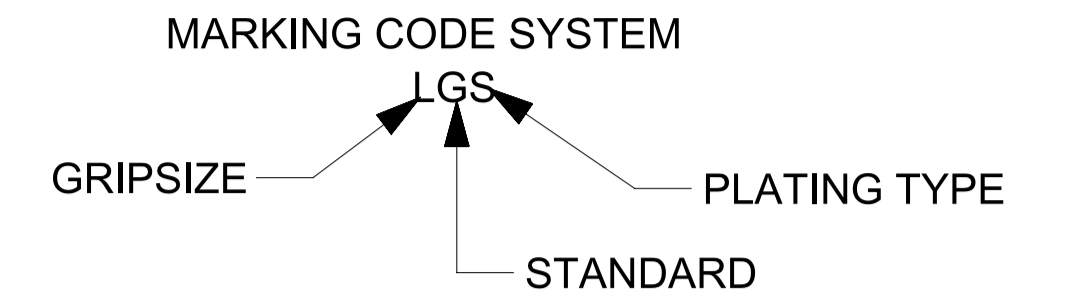 MARKING CODE SYSTEM
LGS
GRIPSIZE
PLATING TYPE
STANDARD